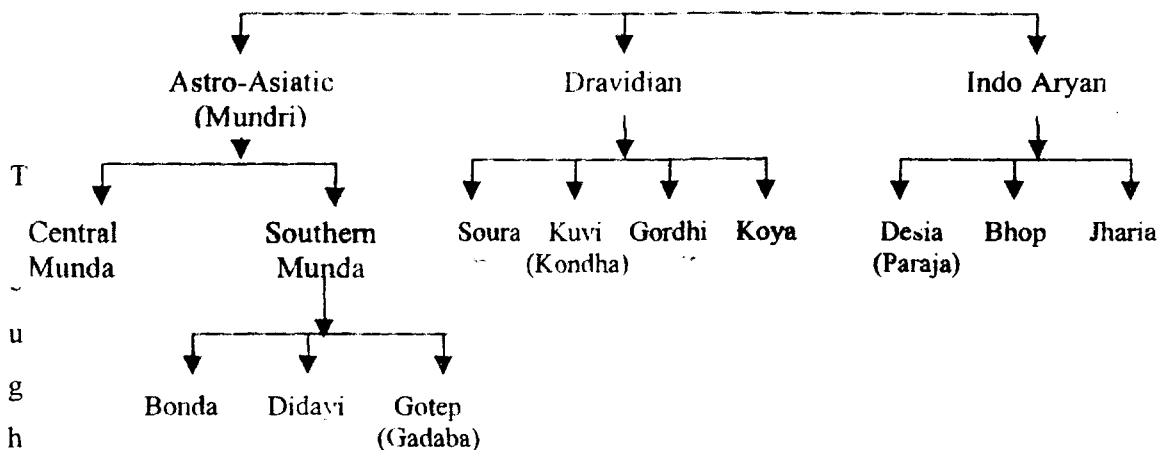 Astro-Asiatic Dravidian Indo Aryan
(Mundri)
T
Central Southern Soura Kuvi Gordhi Koya Desia Bhop Jharia
Munda Munda (Kondha) (Paraja)
u
g
Bonda Didayi Gotep
h (Gadaba)